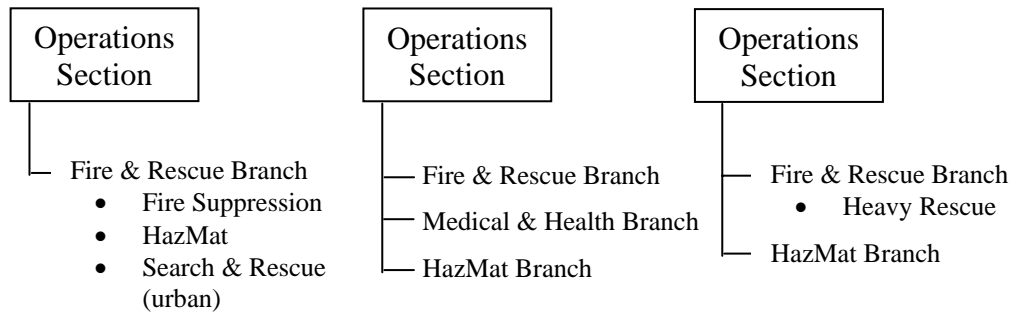 Operations
Section
Fire & Rescue Branch
• Fire Suppression
• HazMat
• Search & Rescue
(urban)
Operations
Section
Fire & Rescue Branch
Medical & Health Branch
HazMat Branch
Operations
Section
Fire & Rescue Branch
• Heavy Rescue
HazMat Branch